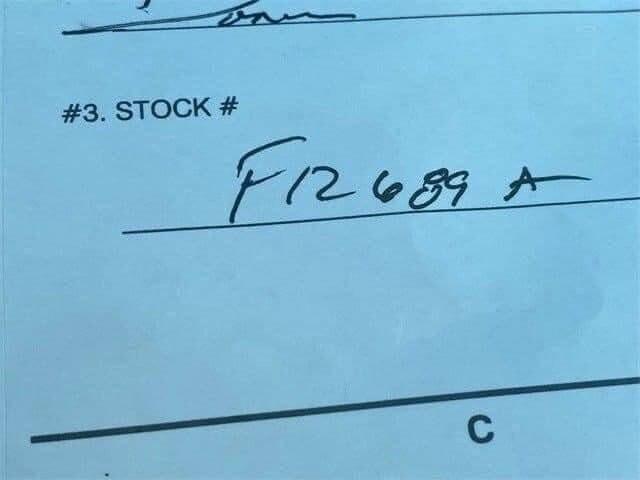 #3. STOCK #
F12689 A
C